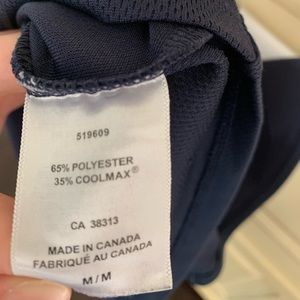 519609
65% POLYESTER
35% COOLMAX®
CA 38313
MADE IN CANADA
FABRIQUÉ AU CANADA
M/M